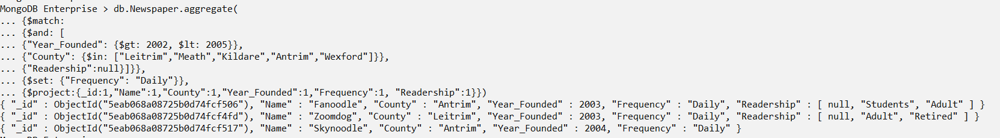 MongoDB Enterprise > db.Newspaper.aggregate(
... {$match:
... {$and: [
... {"Year_Founded": {$gt: 2002, $lt: 2005}},
... {"County": {$in: ["Leitrim","Meath","Kildare","Antrim","Wexford"]}},
... {"Readership":null}]}},
... {$set: {"Frequency": "Daily"}},
... {$project:{_id:1,"Name":1,"County":1,"Year_Founded":1,"Frequency":1, "Readership":1}})
{ "_id" : ObjectId("5eab068a08725b0d74fcf506"), "Name" : "Fanoodle", "County" : "Antrim", "Year_Founded" : 2003, "Frequency" : "Daily", "Readership" : [ null, "Students", "Adult" ] }
{ "_id" : ObjectId("5eab068a08725b0d74fcf4fd"), "Name" : "Zoomdog", "County" : "Leitrim", "Year_Founded" : 2003, "Frequency" : "Daily", "Readership" : [ null, "Adult", "Retired" ] }
{ "_id" : ObjectId("5eab068a08725b0d74fcf517"), "Name" : "Skynoodle", "County" : "Antrim", "Year_Founded" : 2004, "Frequency" : "Daily" }